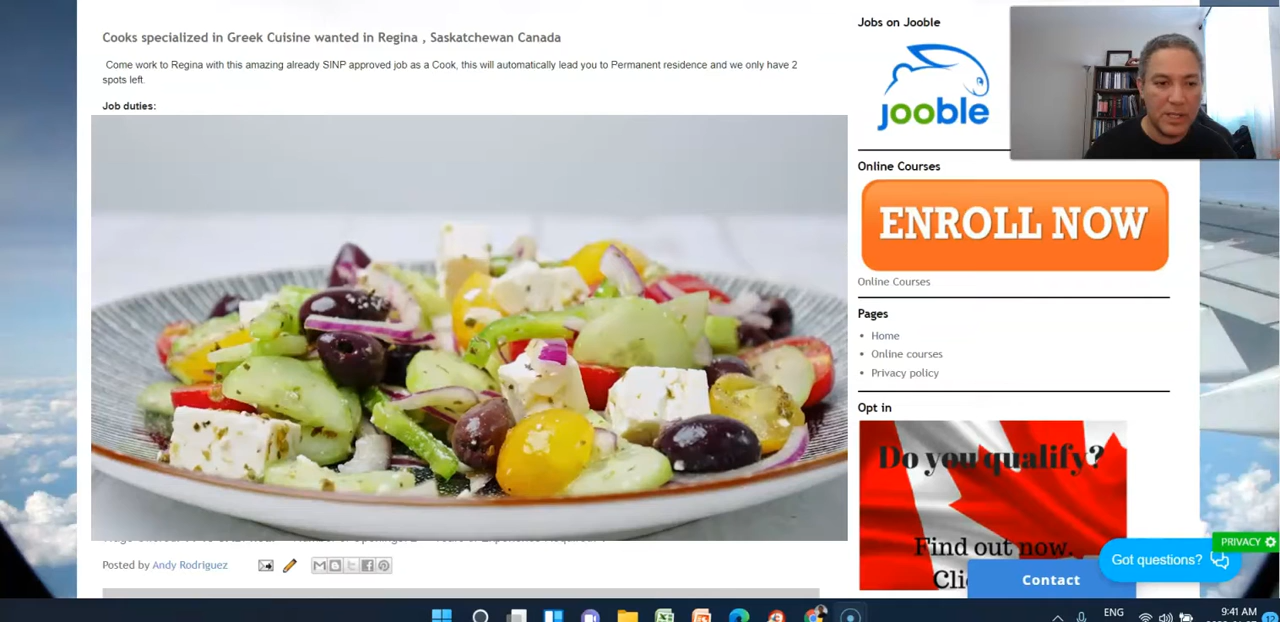 Cooks specialized in Greek Cuisine wanted in Regina , Saskatchewan Canada
Come work to Regina with this amazing already SINP approved job as a Cook, this will automatically lead you to Permanent residence and we only have 2
spots left.
Job duties:
Posted by Andy Rodriguez
Jobs on Jooble
jooble
Online Courses
ENROLL NOW
Online Courses
Pages
Home
Online courses
Privacy policy
Opt in
Do you qualify?
Find out now.
PRIVACY
Got questions?
Contact
ENG
9:41 AM